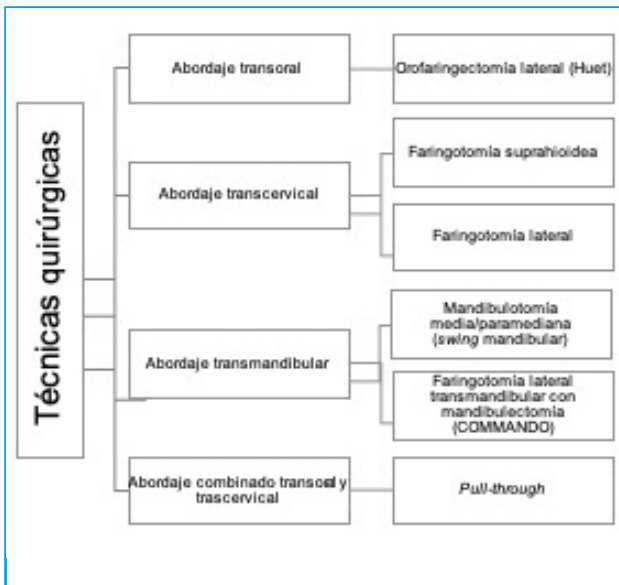 Técnicas quirúrgicas
Abordaje transoral
Orofaringectomía lateral (Huet)
Abordaje transcervical
Faringotomía suprahioidea
Faringotomía lateral
Abordaje transmandibular
Mandibulotomía
media/paramediana
(swing mandibular)
Faringotomía lateral
transmandibular con
mandibulectomía
(COMMANDO)
Abordaje combinado transoral y
trascervical
Pull-through